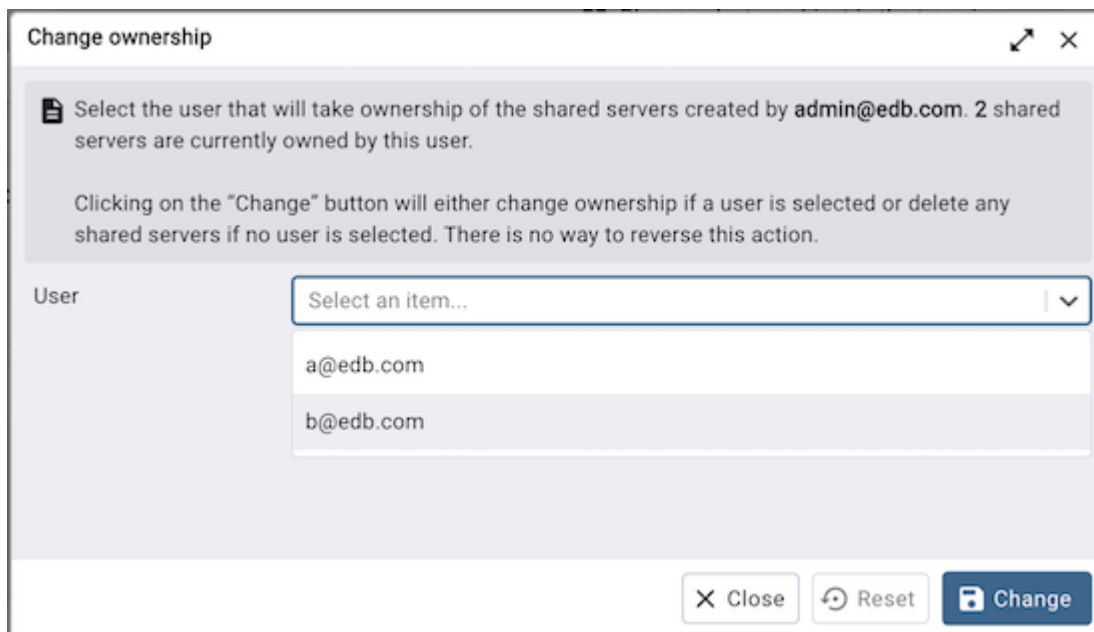 Change ownership
Select the user that will take ownership of the shared servers created by admin@edb.com. 2 shared
servers are currently owned by this user.
Clicking on the “Change” button will either change ownership if a user is selected or delete any
shared servers if no user is selected. There is no way to reverse this action.
User
Select an item...
a@edb.com
b@edb.com
Close
Reset
Change